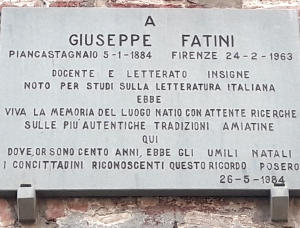 A
GIUSEPPE FATINI
PIANCASTAGNAIO 5-1-1884 FIRENZE 24-2-1963
DOCENTE E LETTERATO INSIGNE
NOTO PER STUDI SULLA LETTERATURA ITALIANA
EBBE
VIVA LA MEMORIA DEL LUOGO NATIO CON ATTENTE RICERCHE
SULLE PIU' AUTENTICHE TRADIZIONI AMIATINE
QUI
DOVE, OR SONO CENTO ANNI, EBBE GLI UMILI NATALI
I CONCITTADINI RICONOSCENTI QUESTO RICORDO POSERO
26-5-1984